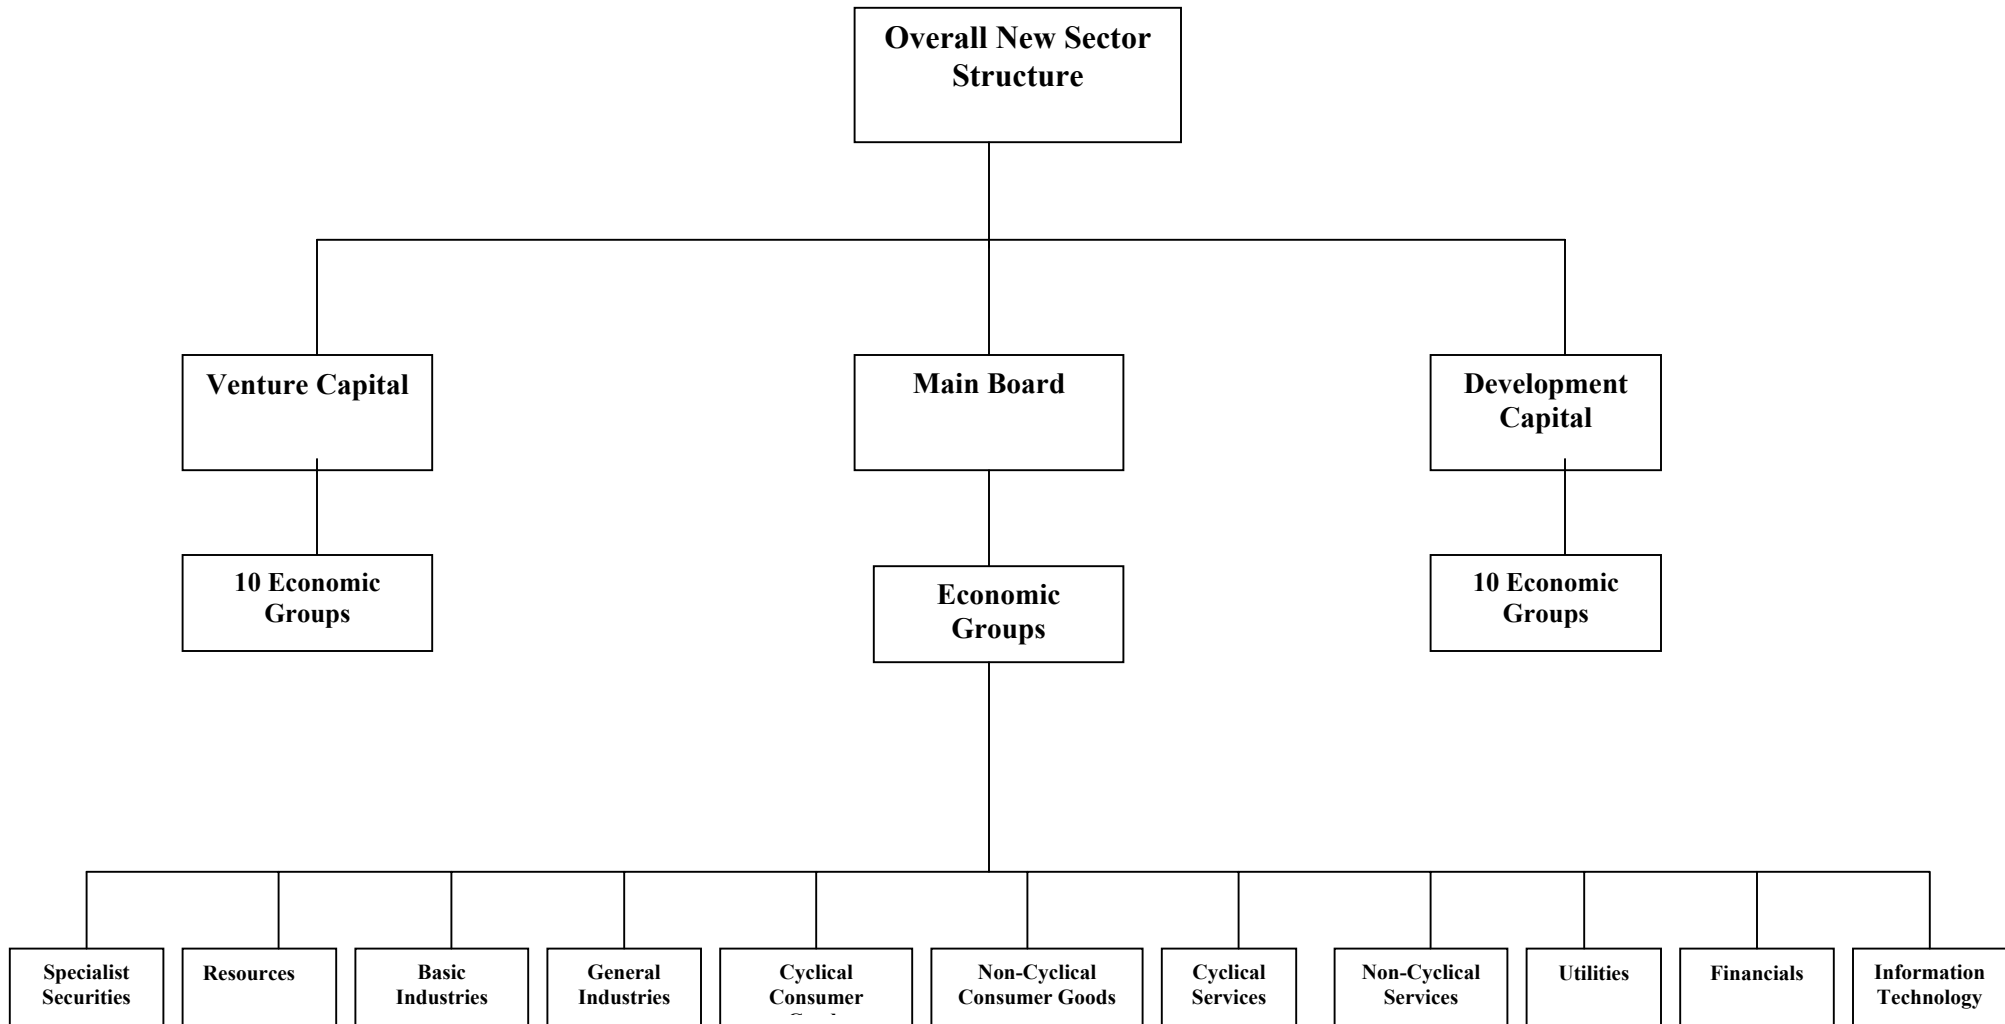 Overall New Sector
Structure
Venture Capital
Main Board
Development
Capital
10 Economic
Groups
Economic
Groups
10 Economic
Groups
Specialist
Securities
Resources
Basic
Industries
General
Industries
Cyclical
Consumer
Non-Cyclical
Consumer Goods
Cyclical
Services
Non-Cyclical
Services
Utilities
Financials
Information
Technology